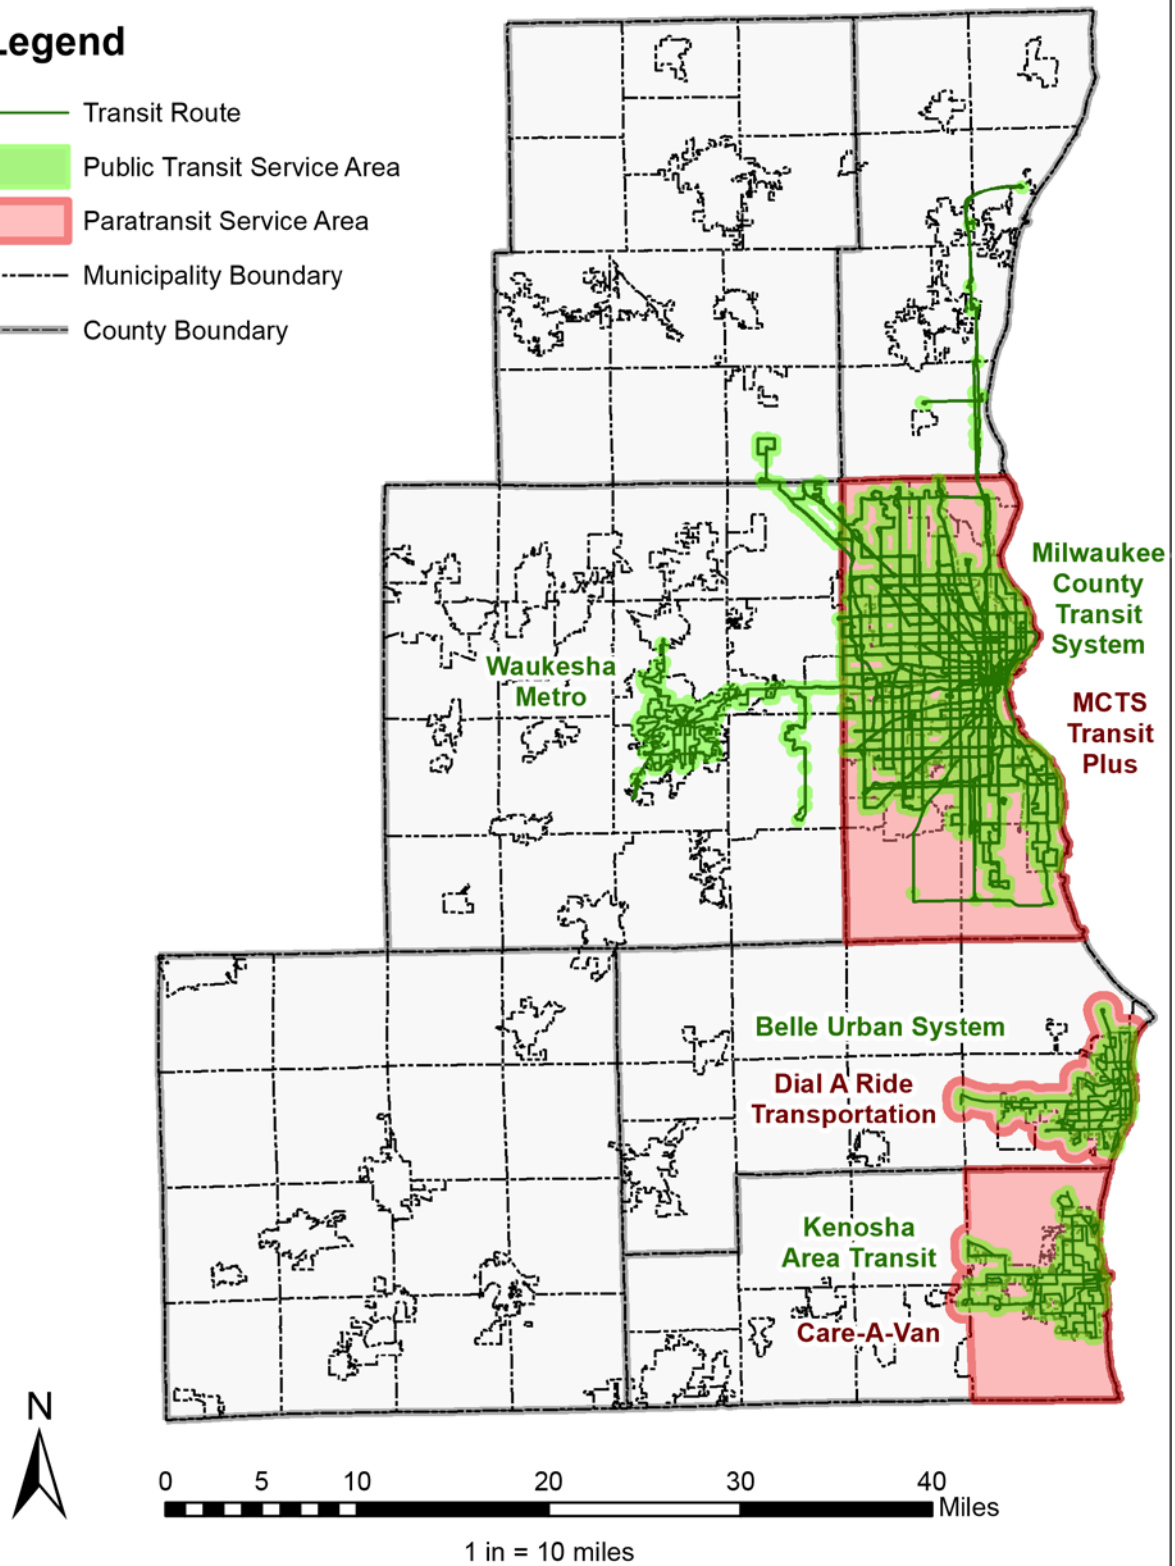 Legend
Transit Route
Public Transit Service Area
Paratransit Service Area
Municipality Boundary
County Boundary
Milwaukee
County
Transit
System
Waukesha
Metro
MCTS
Transit
Plus
Belle Urban System
Dial A Ride
Transportation
Kenosha
Area Transit
Care-A-Van
N
0 5 10 20 30 40
Miles
1 in = 10 miles